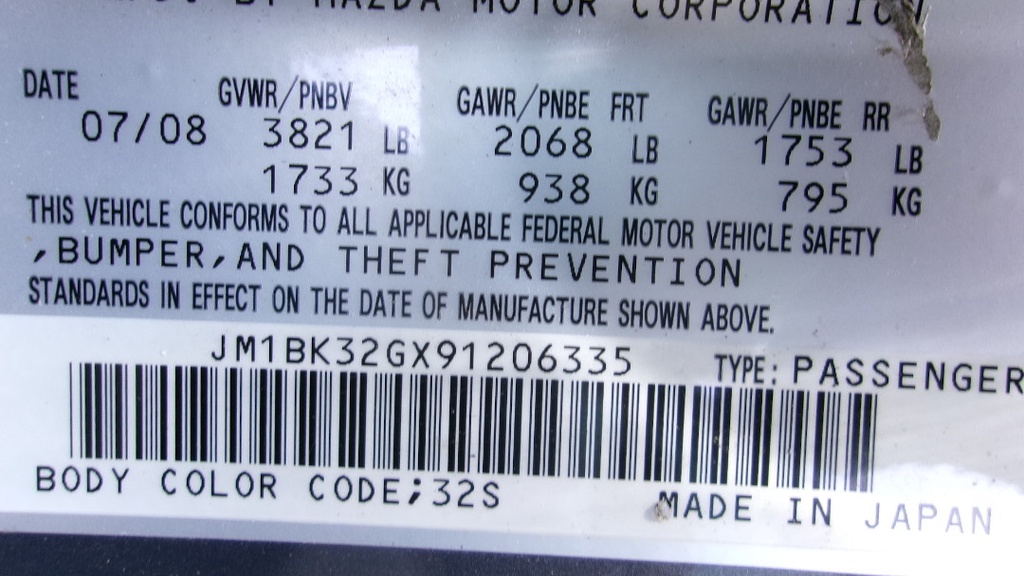 BY MAZDA MOTOR CORPORATION
DATE GVWR/PNBV GAWR/PNBE FRT GAWR/PNBE RR
07/08 3821 LB 2068 LB 1753 LB
1733 KG 938 KG 795 KG
THIS VEHICLE CONFORMS TO ALL APPLICABLE FEDERAL MOTOR VEHICLE SAFETY
,BUMPER,AND THEFT PREVENTION
STANDARDS IN EFFECT ON THE DATE OF MANUFACTURE SHOWN ABOVE.
JM1BK32GX91206335 TYPE: PASSENGER
BODY COLOR CODE;32S MADE IN JAPAN